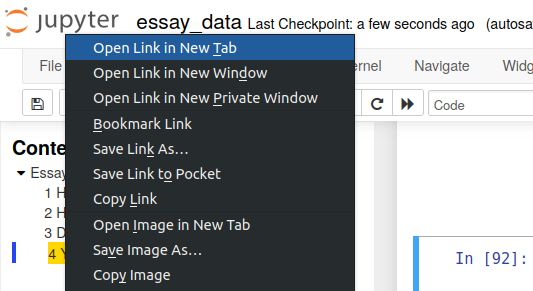 jupyter essay_data Last Checkpoint: a few seconds ago (autosa
File
Navigate
Code
Open Link in New Tab
Open Link in New Window
Open Link in New Private Window
Bookmark Link
Save Link As...
Save Link to Pocket
Copy Link
Open Image in New Tab
Save Image As...
Copy Image
Conte
Essay
1 H
2 H
3 D
4 Y
In [92]: